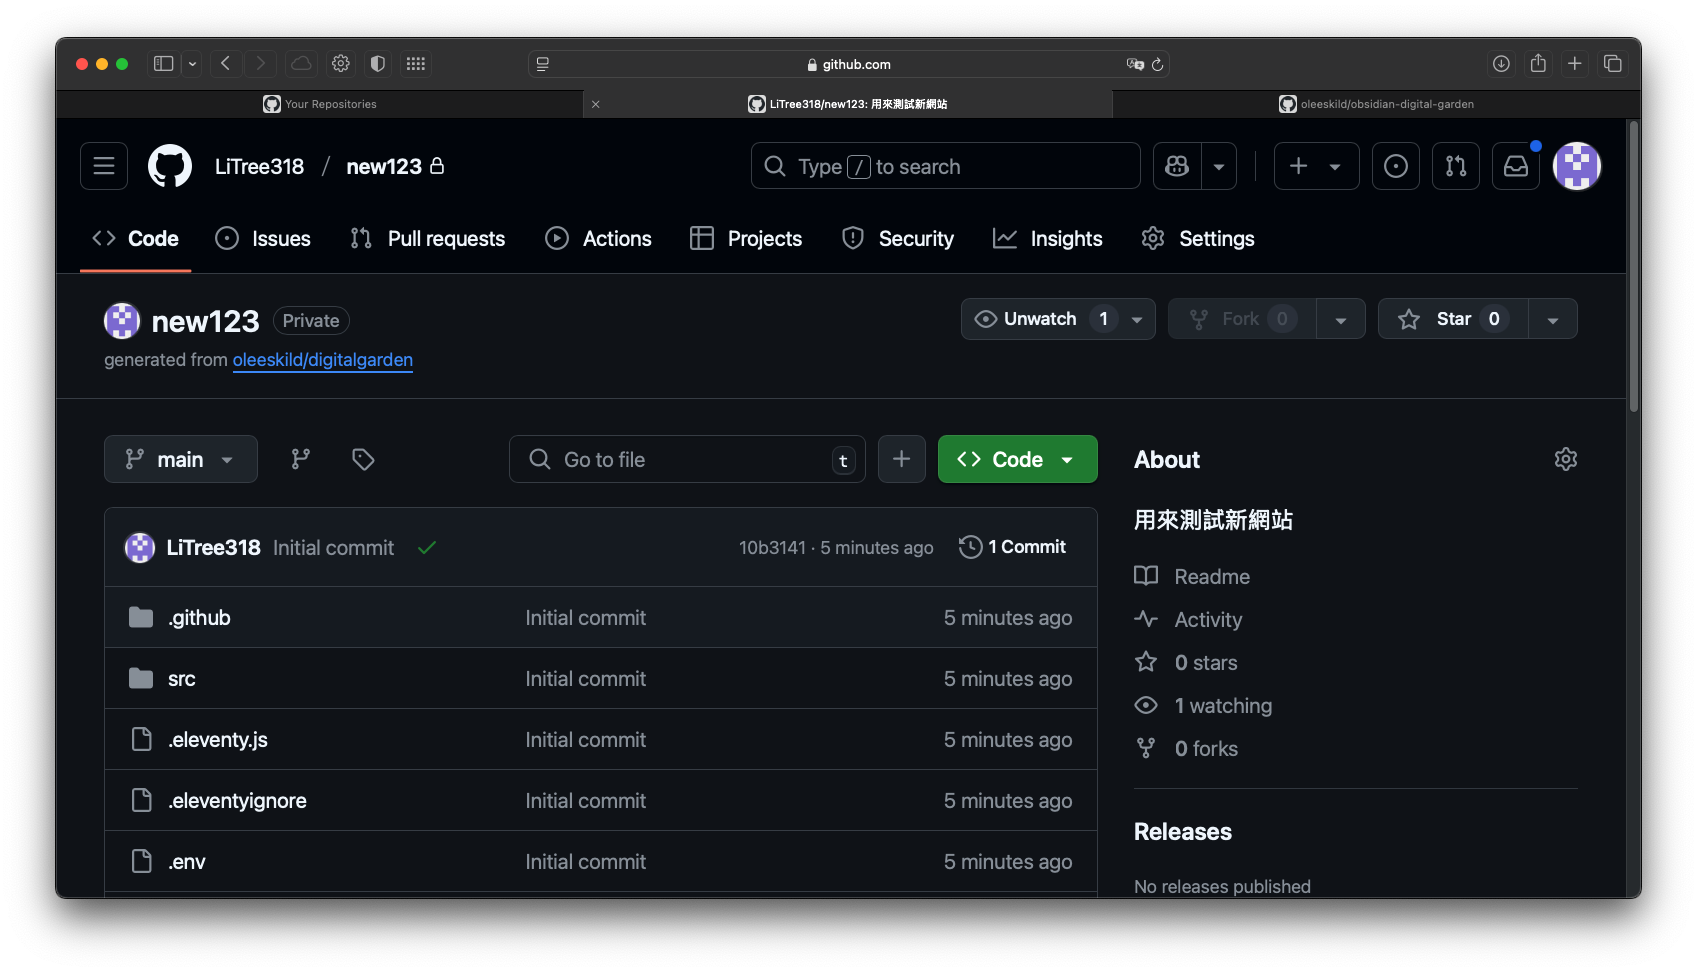 github.com
Your Repositories
LiTree318/new123: 用來測試新網站
oleeskild/obsidian-digital-garden
LiTree318 / new123
Type / to search
Code
Issues
Pull requests
Actions
Projects
Security
Insights
Settings
new123 Private
Unwatch 1
Fork 0
Star 0
generated from oleeskild/digitalgarden
main
Go to file t
Code
About
用來測試新網站
LiTree318 Initial commit 10b3141 · 5 minutes ago 1 Commit
.github Initial commit 5 minutes ago
src Initial commit 5 minutes ago
.eleventy.js Initial commit 5 minutes ago
.eleventyignore Initial commit 5 minutes ago
.env Initial commit 5 minutes ago
Readme
Activity
0 stars
1 watching
0 forks
Releases
No releases published